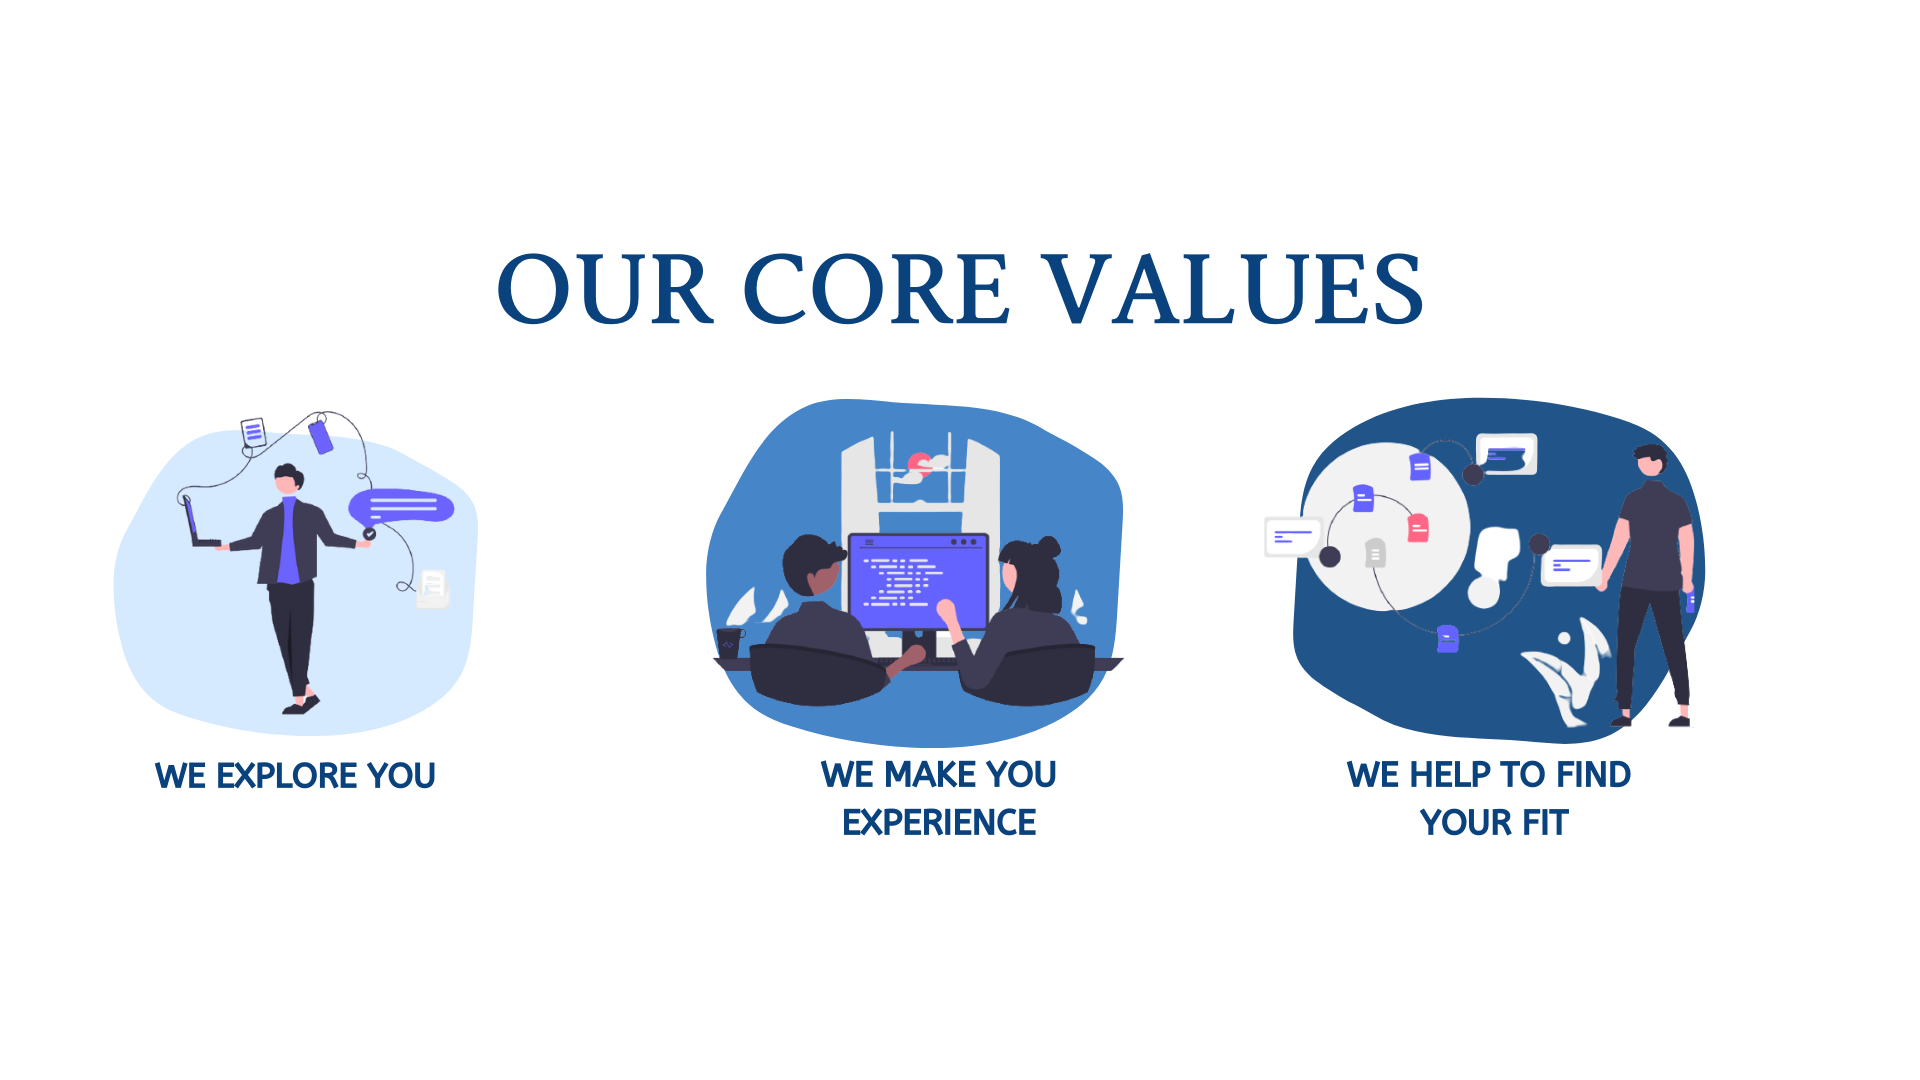 OUR CORE VALUES
WE EXPLORE YOU
WE MAKE YOU
EXPERIENCE
WE HELP TO FIND
YOUR FIT